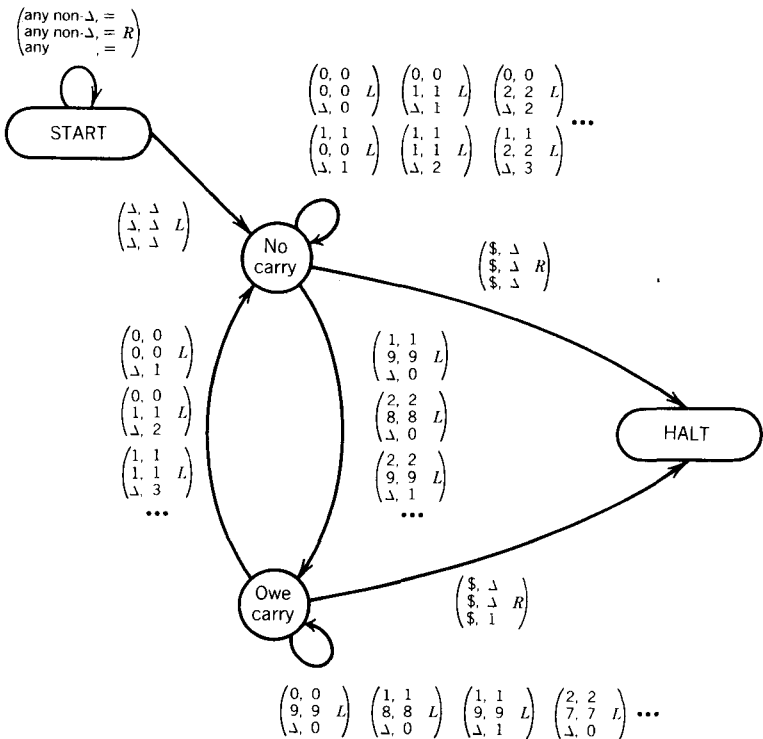 any non-Δ, =
any non-Δ, = R
any , =
START
0, 0
0, 0 L
Δ, 0
0, 0
1, 1 L
Δ, 1
0, 0
2, 2 L
Δ, 2
1, 1
0, 0 L
Δ, 1
1, 1
1, 1 L
Δ, 2
1, 1
2, 2 L
Δ, 3
•••
Δ, Δ
Δ, Δ L
Δ, Δ
No
carry
$, Δ
$, Δ R
$, Δ
0, 0
0, 0 L
Δ, 1
0, 0
1, 1 L
Δ, 2
1, 1
1, 1 L
Δ, 3
•••
1, 1
9, 9 L
Δ, 0
2, 2
8, 8 L
Δ, 0
2, 2
9, 9 L
Δ, 1
•••
HALT
Owe
carry
$, Δ
$, Δ R
$, 1
0, 0
9, 9 L
Δ, 0
1, 1
8, 8 L
Δ, 0
1, 1
9, 9 L
Δ, 1
2, 2
7, 7 L
Δ, 0
•••